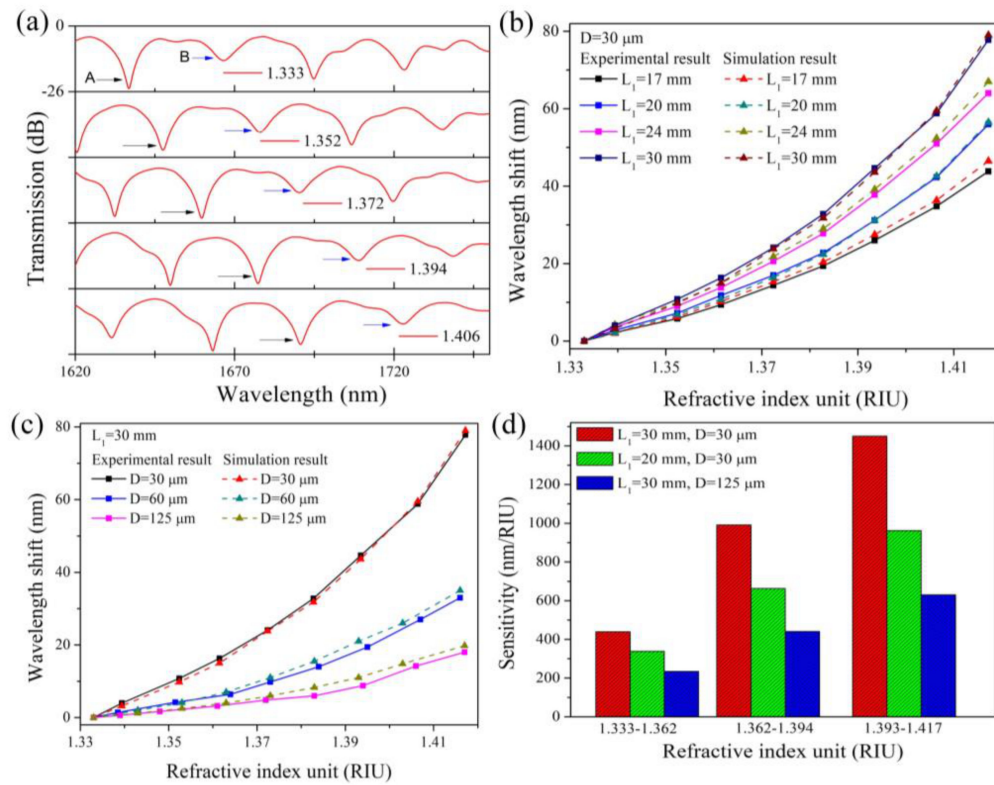 (a)
0
-26
A
B
1.333
1.352
1.372
1.394
1.406
Transmission (dB)
1620 1670 1720
Wavelength (nm)
(b)
D=30 μm
Experimental result Simulation result
L₁=17 mm L₁=17 mm
L₁=20 mm L₁=20 mm
L₁=24 mm L₁=24 mm
L₁=30 mm L₁=30 mm
80
60
40
20
0
Wavelength shift (nm)
1.33 1.35 1.37 1.39 1.41
Refractive index unit (RIU)
(c)
L₁=30 mm
Experimental result Simulation result
D=30 μm D=30 μm
D=60 μm D=60 μm
D=125 μm D=125 μm
80
60
40
20
0
Wavelength shift (nm)
1.33 1.35 1.37 1.39 1.41
Refractive index unit (RIU)
(d)
L₁=30 mm, D=30 μm
L₁=20 mm, D=30 μm
L₁=30 mm, D=125 μm
1400
1200
1000
800
600
400
200
0
Sensitivity (nm/RIU)
1.333-1.362 1.362-1.394 1.393-1.417
Refractive index unit (RIU)